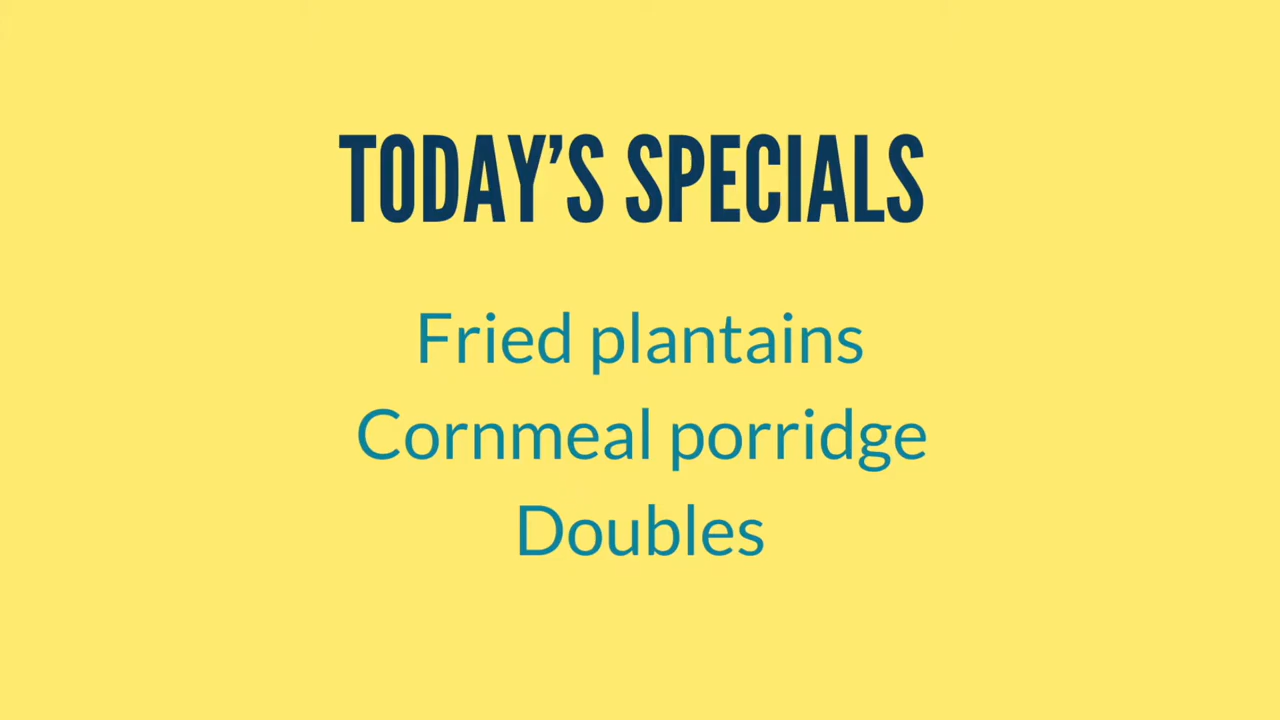 TODAY’S SPECIALS
Fried plantains
Cornmeal porridge
Doubles